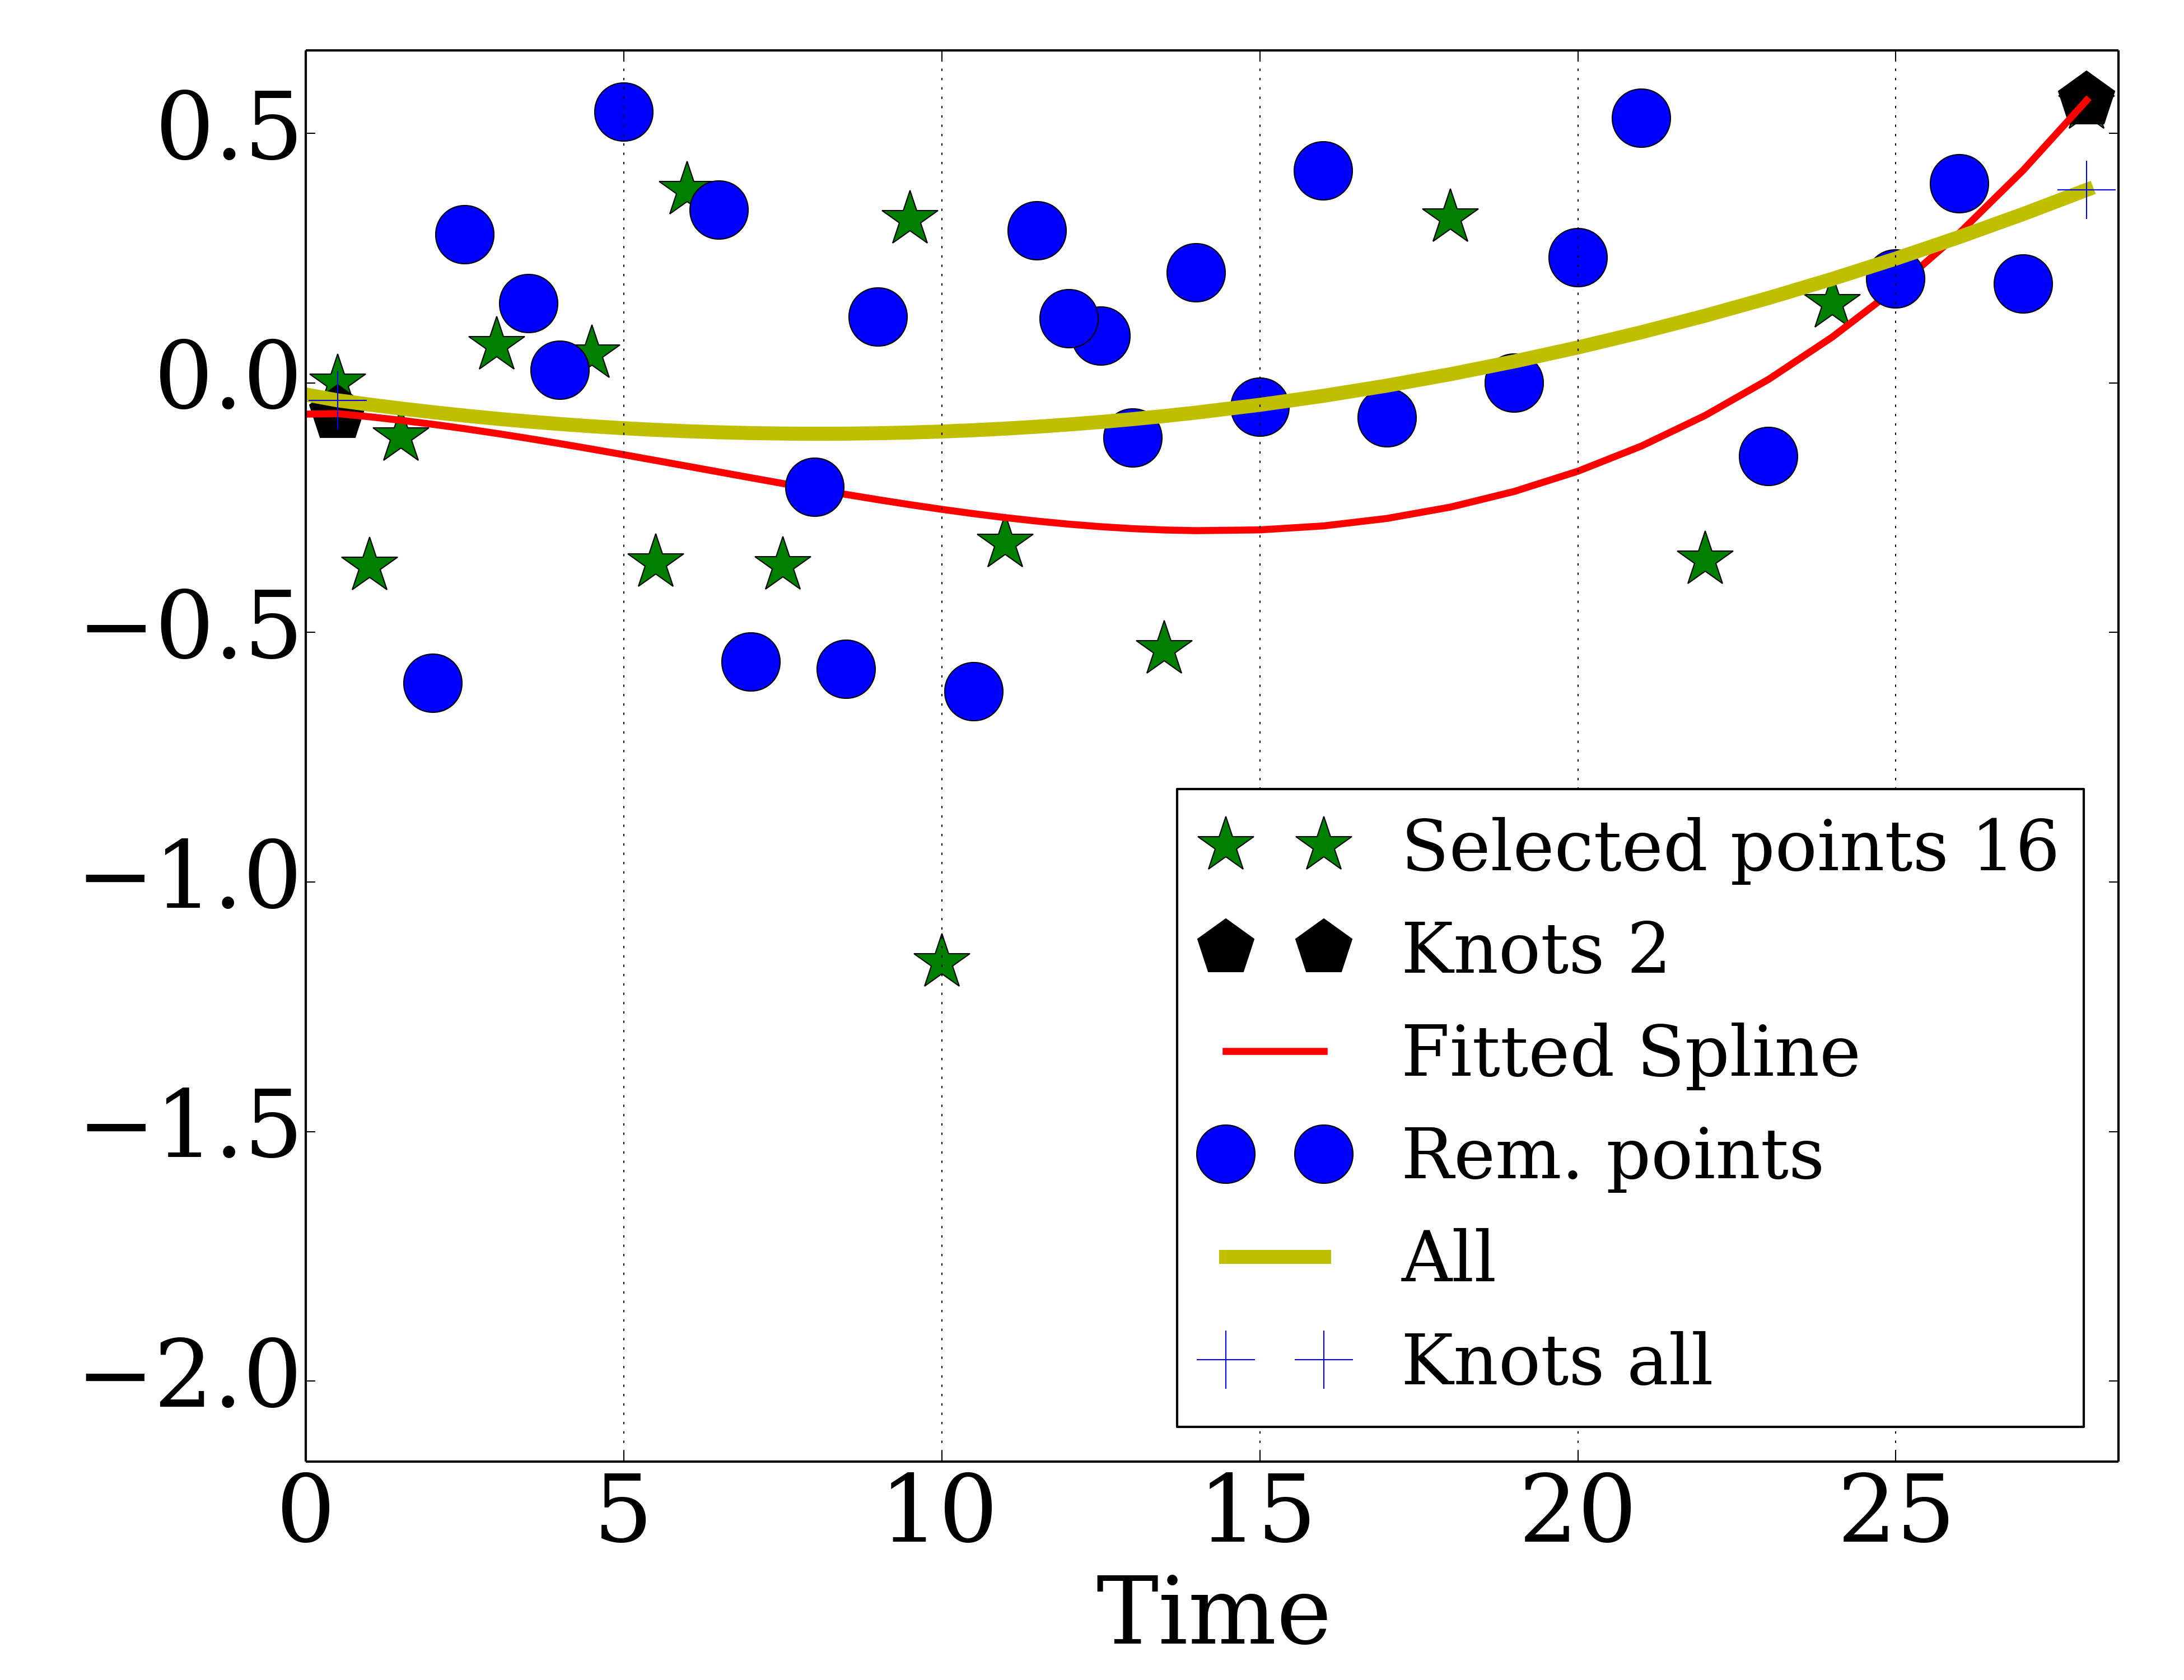 0.5
0.0
−0.5
−1.0
−1.5
−2.0
Selected points 16
Knots 2
Fitted Spline
Rem. points
All
Knots all
0 5 10 15 20 25
Time